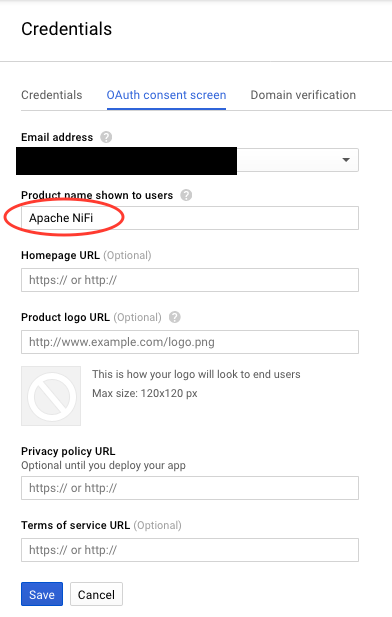 Credentials
Credentials OAuth consent screen Domain verification
Email address ?
Product name shown to users ?
Apache NiFi
Homepage URL (Optional)
https:// or http://
Product logo URL (Optional) ?
http://www.example.com/logo.png
This is how your logo will look to end users
Max size: 120x120 px
Privacy policy URL
Optional until you deploy your app
https:// or http://
Terms of service URL (Optional)
https:// or http://
Save Cancel